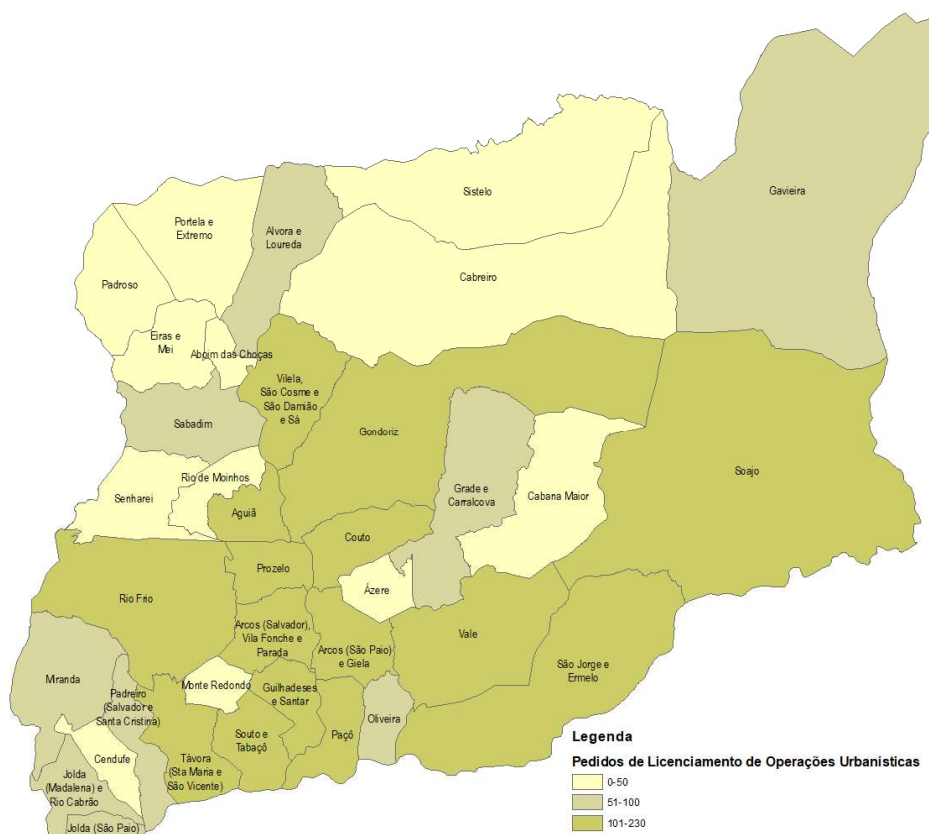 Sistelo
Gavieira
Portela e
Extremo
Alvora e
Loureda
Padroso
Cabreiro
Eiras e
Mei
Aboim das Choças
Vilela,
São Cosme e
São Damião
e Sá
Sabadim
Gondoriz
Soajo
Rio de Moinhos
Senharei
Grade e
Carralcova
Cabana Maior
Aguiã
Couto
Prozelo
Ázere
Rio Frio
Arcos (Salvador),
Vila Fonche e
Parada
Arcos (São Paio)
e Giela
Vale
São Jorge e
Ermelo
Miranda
Padreiro
(Salvador e
Santa Cristina)
Monte Redondo
Guilhadeses
e Santar
Oliveira
Souto e
Tabaçô
Paçô
Cendufe
Távora
(Sta Maria e
São Vicente)
Jolda
(Madalena) e
Rio Cabrão
Jolda (São Paio)
Legenda
Pedidos de Licenciamento de Operações Urbanísticas
0-50
51-100
101-230